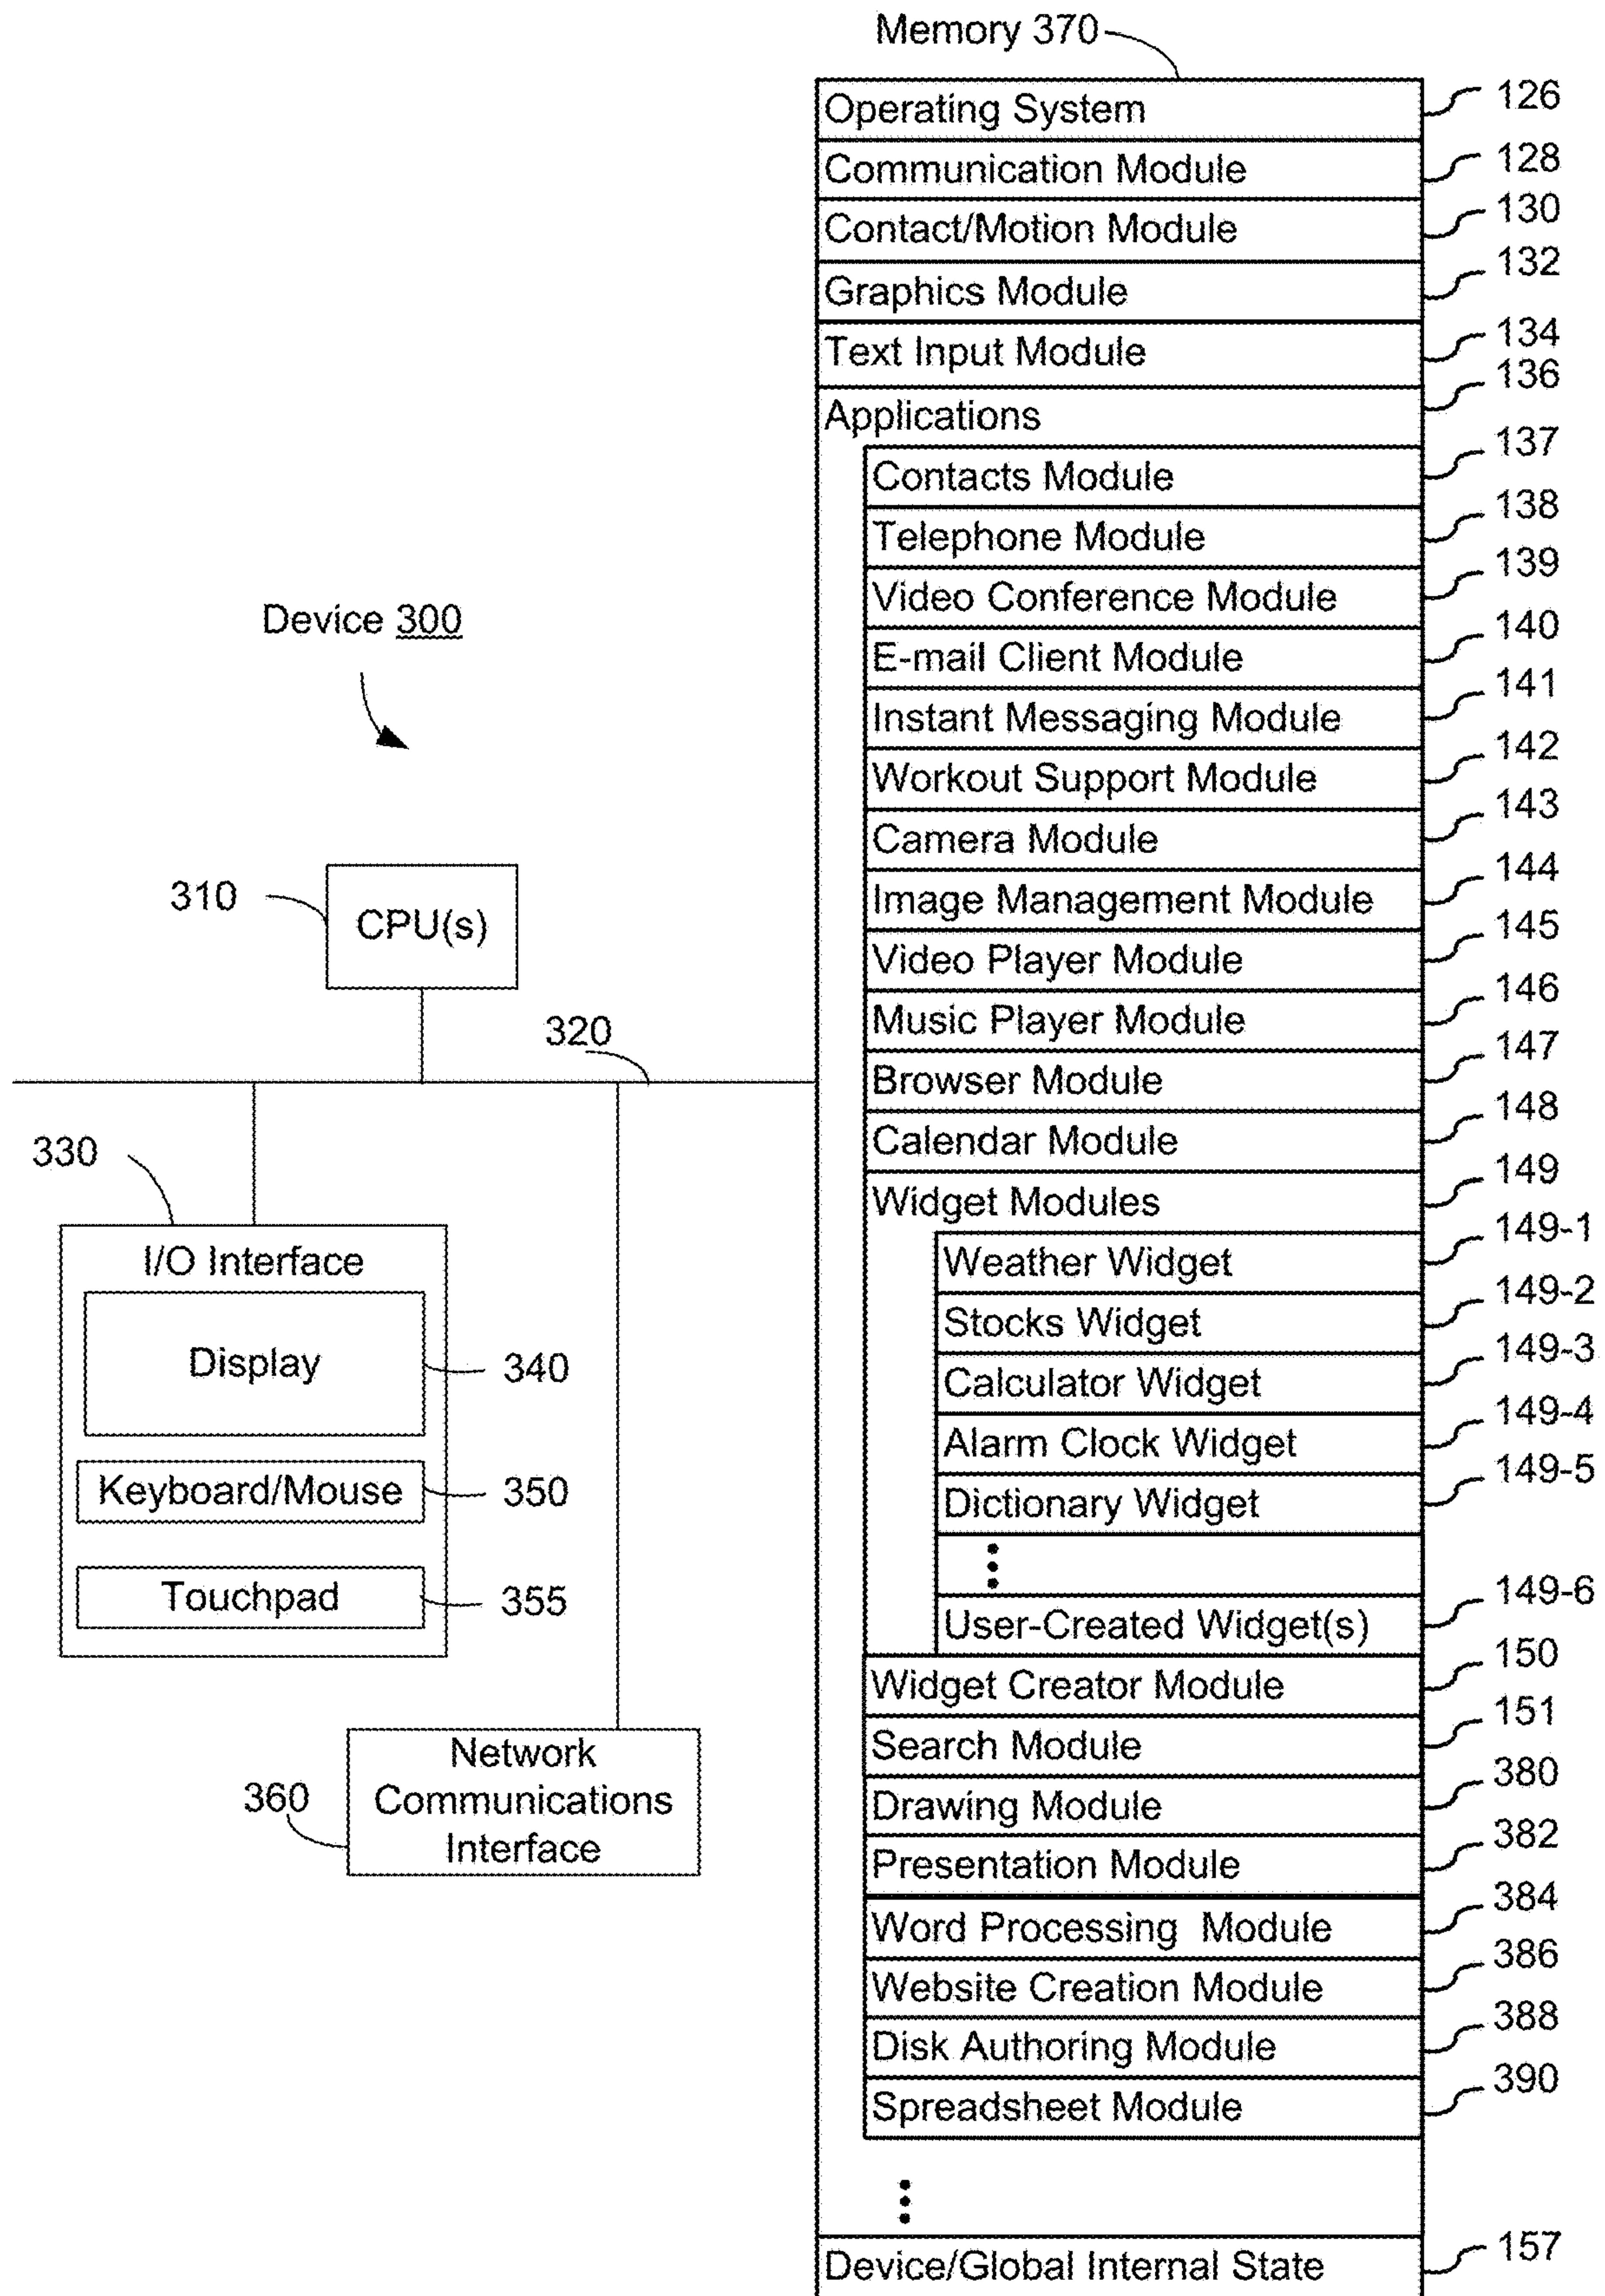 Memory 370
Operating System 126
Communication Module 128
Contact/Motion Module 130
Graphics Module 132
Text Input Module 134
Applications 136
Contacts Module 137
Telephone Module 138
Video Conference Module 139
E-mail Client Module 140
Instant Messaging Module 141
Workout Support Module 142
Camera Module 143
Image Management Module 144
Video Player Module 145
Music Player Module 146
Browser Module 147
Calendar Module 148
Widget Modules 149
Weather Widget 149-1
Stocks Widget 149-2
Calculator Widget 149-3
Alarm Clock Widget 149-4
Dictionary Widget 149-5
User-Created Widget(s) 149-6
Widget Creator Module 150
Search Module 151
Drawing Module 380
Presentation Module 382
Word Processing Module 384
Website Creation Module 386
Disk Authoring Module 388
Spreadsheet Module 390
Device/Global Internal State 157
Device 300
310
CPU(s)
320
330
I/O Interface
Display 340
Keyboard/Mouse 350
Touchpad 355
360
Network
Communications
Interface